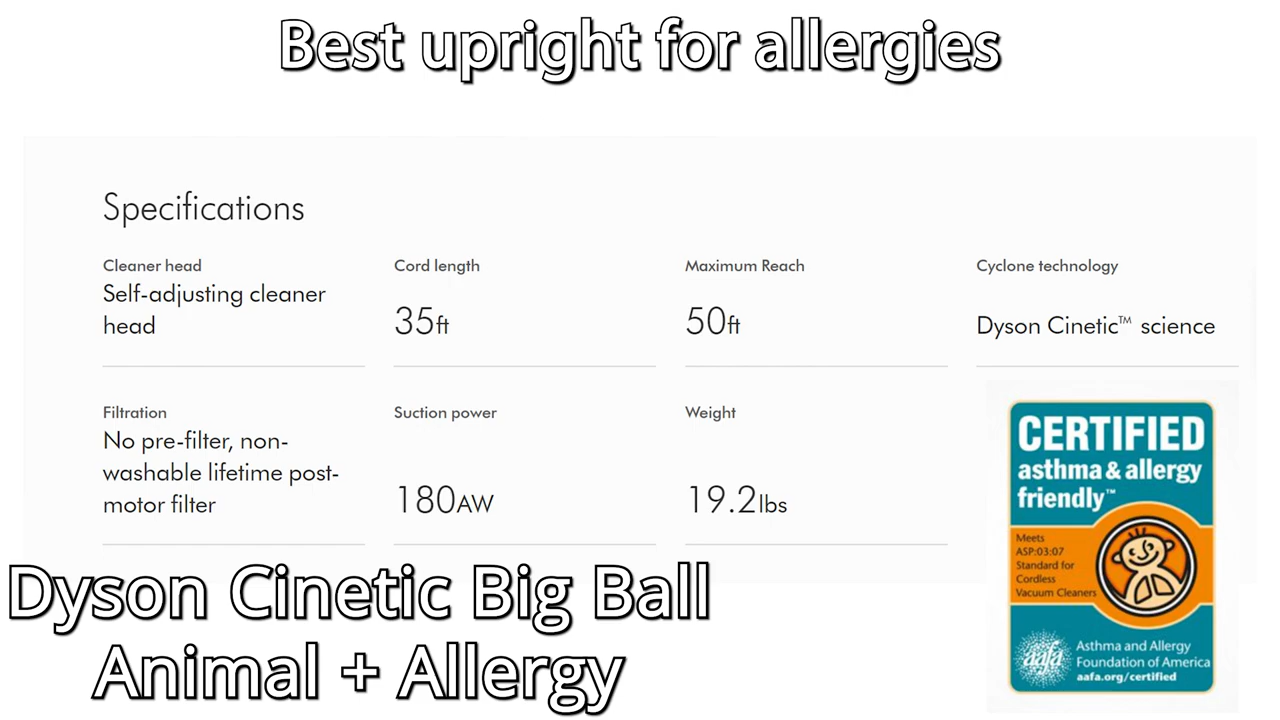 Best upright for allergies
Specifications
Cleaner head
Self-adjusting cleaner
head
Cord length
35ft
Maximum Reach
50ft
Cyclone technology
Dyson Cinetic™ science
Filtration
No pre-filter, non-
washable lifetime post-
motor filter
Suction power
180AW
Weight
19.2lbs
CERTIFIED
asthma & allergy
friendly™
Meets
ASP:03:07
Standard for
Cordless
Vacuum Cleaners
aafa
Asthma and Allergy
Foundation of America
aafa.org/certified
Dyson Cinetic Big Ball
Animal + Allergy